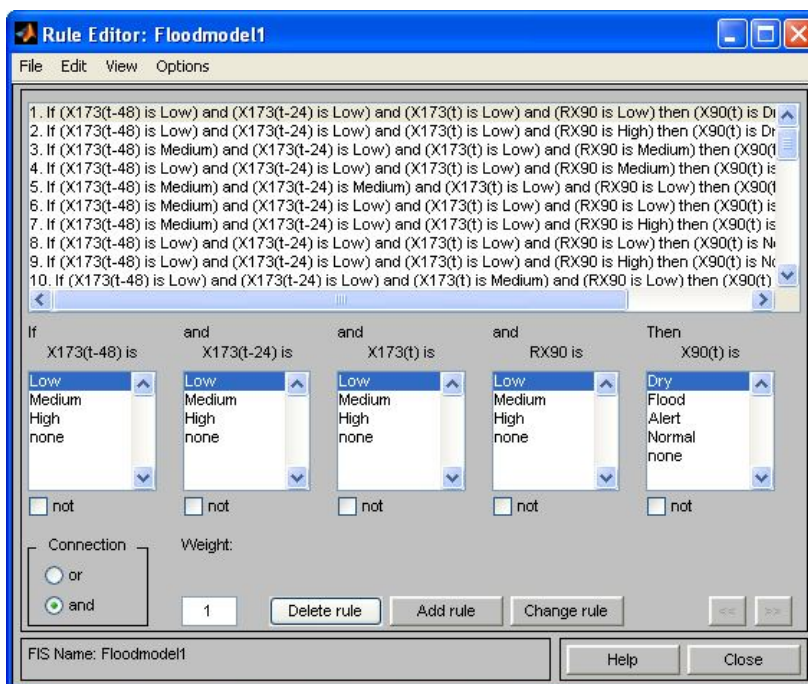 Rule Editor: Floodmodel1
File Edit View Options
1. If (X173(t-48) is Low) and (X173(t-24) is Low) and (X173(t) is Low) and (RX90 is Low) then (X90(t) is
2. If (X173(t-48) is Low) and (X173(t-24) is Low) and (X173(t) is Low) and (RX90 is High) then (X90(t) is
3. If (X173(t-48) is Medium) and (X173(t-24) is Low) and (X173(t) is Low) and (RX90 is Medium) then (X90(t)
4. If (X173(t-48) is Low) and (X173(t-24) is Low) and (X173(t) is Low) and (RX90 is Medium) then (X90(t) is
5. If (X173(t-48) is Medium) and (X173(t-24) is Medium) and (X173(t) is Low) and (RX90 is Low) then (X90(t)
6. If (X173(t-48) is Medium) and (X173(t-24) is Low) and (X173(t) is Low) and (RX90 is Low) then (X90(t) is
7. If (X173(t-48) is Medium) and (X173(t-24) is Low) and (X173(t) is Low) and (RX90 is High) then (X90(t) is
8. If (X173(t-48) is Low) and (X173(t-24) is Low) and (X173(t) is Low) and (RX90 is Low) then (X90(t) is
9. If (X173(t-48) is Low) and (X173(t-24) is Low) and (X173(t) is Low) and (RX90 is High) then (X90(t) is
10. If (X173(t-48) is Low) and (X173(t-24) is Low) and (X173(t) is Medium) and (RX90 is Low) then (X90(t)
If and and and Then
X173(t-48) is X173(t-24) is X173(t) is RX90 is X90(t) is
Low Low Low Low Dry
Medium Medium Medium Medium Flood
High High High High Alert
none none none none Normal
none
not not not not not
Connection Weight:
or
and 1 Delete rule Add rule Change rule << >>
FIS Name: Floodmodel1 Help Close